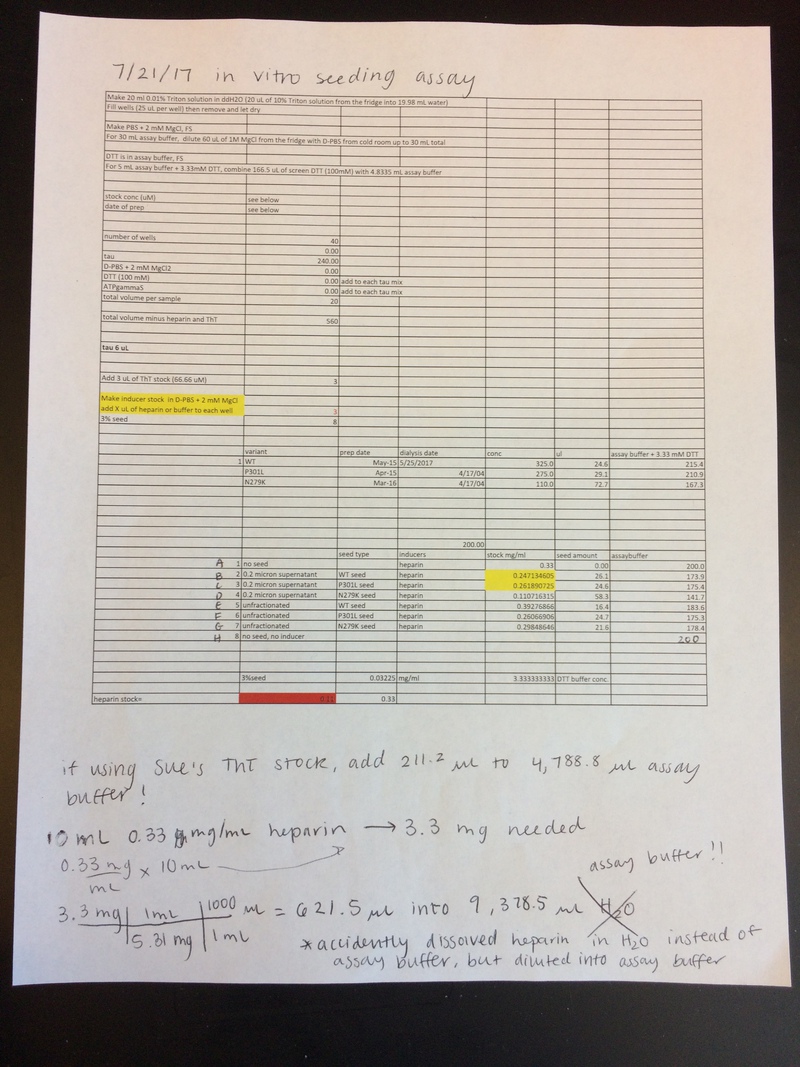 7/21/17 in vitro seeding assay
Make 20 ml 0.01% Triton solution in ddH2O (20 uL of 10% Triton solution from the fridge into 19.98 mL water)
Fill wells (25 uL per well) then remove and let dry
Make PBS + 2 mM MgCl, FS
For 30 mL assay buffer, dilute 60 uL of 1M MgCl from the fridge with D-PBS from cold room up to 30 mL total
DTT is in assay buffer, FS
For 5 mL assay buffer + 3.33mM DTT, combine 166.5 uL of screen DTT (100mM) with 4.8335 mL assay buffer
stock conc (uM) see below
date of prep see below
number of wells 40
tau 0.00
D-PBS + 2 mM MgCl2 240.00
DTT (100 mM) 0.00
ATPgammaS 0.00 add to each tau mix
total volume per sample 0.00 add to each tau mix
20
total volume minus heparin and ThT 560
tau 6 uL
Add 3 uL of ThT stock (66.66 uM) 3
Make inducer stock in D-PBS + 2 mM MgCl
add X uL of heparin or buffer to each well 3
3% seed 8
variant prep date dialysis date conc ul assay buffer + 3.33 mM DTT
1 WT May-15 5/25/2017 325.0 24.6 215.4
P301L Apr-15 4/17/04 275.0 29.1 210.9
N279K Mar-16 4/17/04 110.0 72.7 167.3
200.00
seed type inducers stock mg/ml seed amount assaybuffer
A 1 no seed heparin 0.33 0.00 200.0
B 2 0.2 micron supernatant WT seed heparin 0.247134605 26.1 173.9
C 3 0.2 micron supernatant P301L seed heparin 0.261890725 24.6 175.4
D 4 0.2 micron supernatant N279K seed heparin 0.110716315 58.3 141.7
E 5 unfractionated WT seed heparin 0.39276866 16.4 183.6
F 6 unfractionated P301L seed heparin 0.26066906 24.7 175.3
G 7 unfractionated N279K seed heparin 0.29848646 21.6 178.4
H 8 no seed, no inducer 200
3%seed 0.03225 mg/ml 3.333333333 DTT buffer conc
heparin stock= 0.11 0.33
if using Sue's ThT stock, add 211.2 uL to 4,788.8 uL assay
buffer!
10 mL 0.33 mg/mL heparin → 3.3 mg needed
0.33 mg x 10 mL
mL
assay buffer!!
3.3 mg 1mL 1000 uL = 621.5 uL into 9,378.5 uL H2O
5.31 mg 1 mL
*accidently dissolved heparin in H2O instead of
assay buffer, but diluted into assay buffer